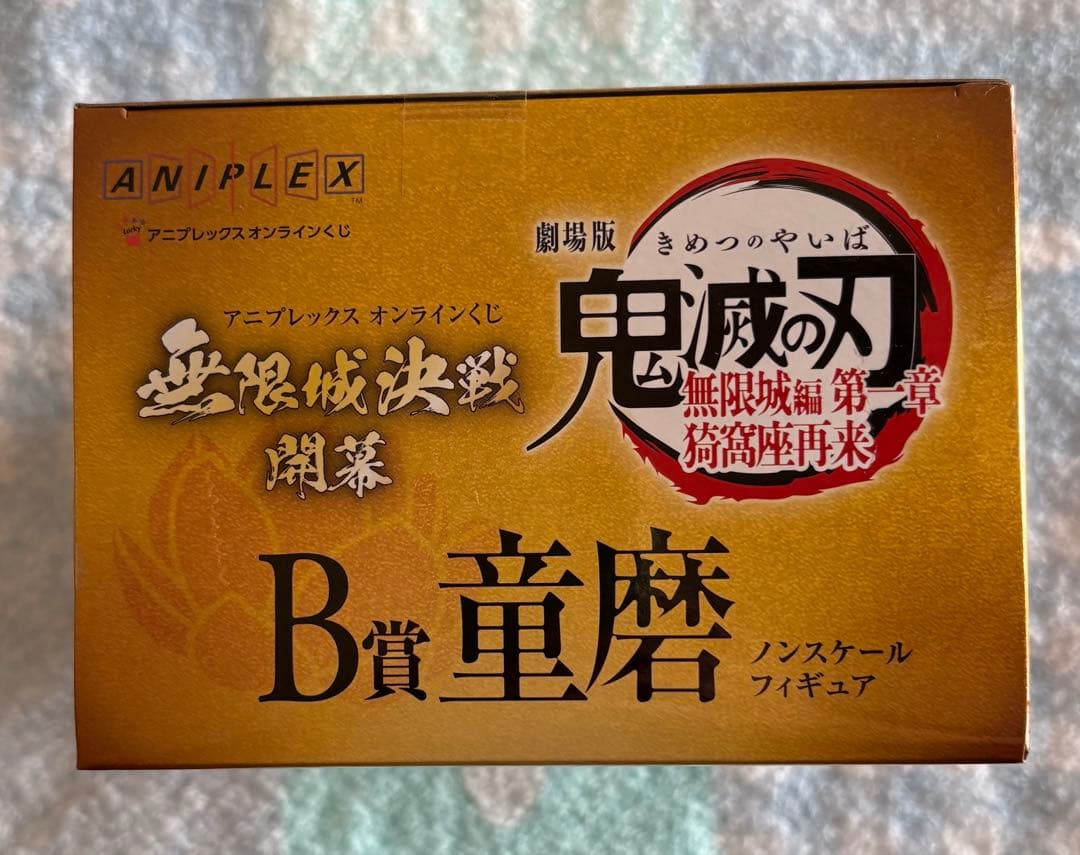 ANIPLEX
TM
Lucky
アニプレックス オンラインくじ
アニプレックス オンラインくじ
無限城決戦
開幕
劇場版
きめつのやいば
鬼滅の刃
無限城編 第一章
猗窩座再来
B賞 童磨
ノンスケール
フィギュア